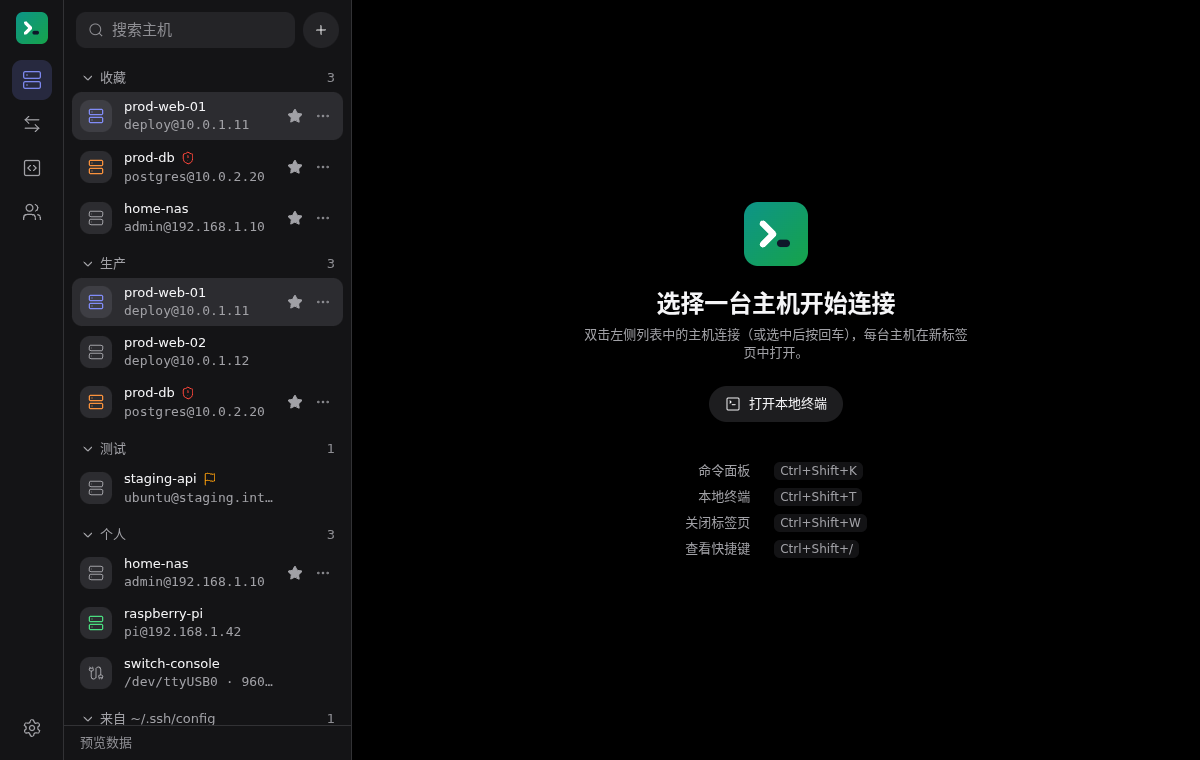 搜索主机
收藏 3
prod-web-01
deploy@10.0.1.11
prod-db
postgres@10.0.2.20
home-nas
admin@192.168.1.10
生产 3
prod-web-01
deploy@10.0.1.11
prod-web-02
deploy@10.0.1.12
prod-db
postgres@10.0.2.20
测试 1
staging-api
ubuntu@staging.int…
个人 3
home-nas
admin@192.168.1.10
raspberry-pi
pi@192.168.1.42
switch-console
/dev/ttyUSB0 · 960…
来自 ~/.ssh/config 1
预览数据
选择一台主机开始连接
双击左侧列表中的主机连接（或选中后按回车），每台主机在新标签
页中打开。
打开本地终端
命令面板 Ctrl+Shift+K
本地终端 Ctrl+Shift+T
关闭标签页 Ctrl+Shift+W
查看快捷键 Ctrl+Shift+/